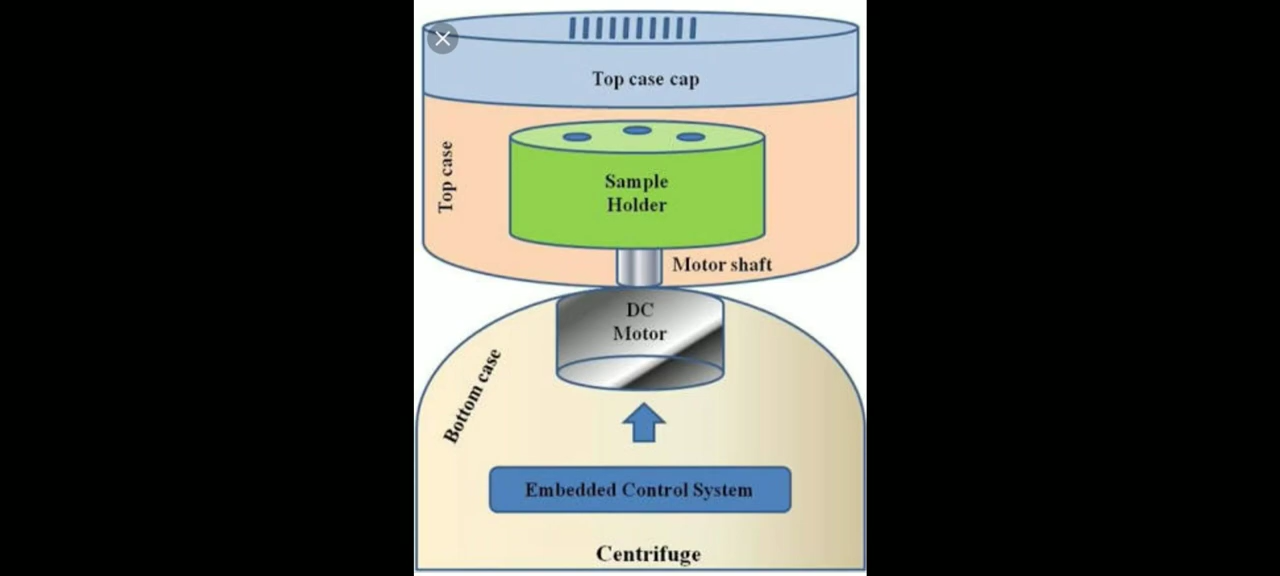 Top case cap
Top case
Sample
Holder
Motor shaft
DC
Motor
Bottom case
Embedded Control System
Centrifuge